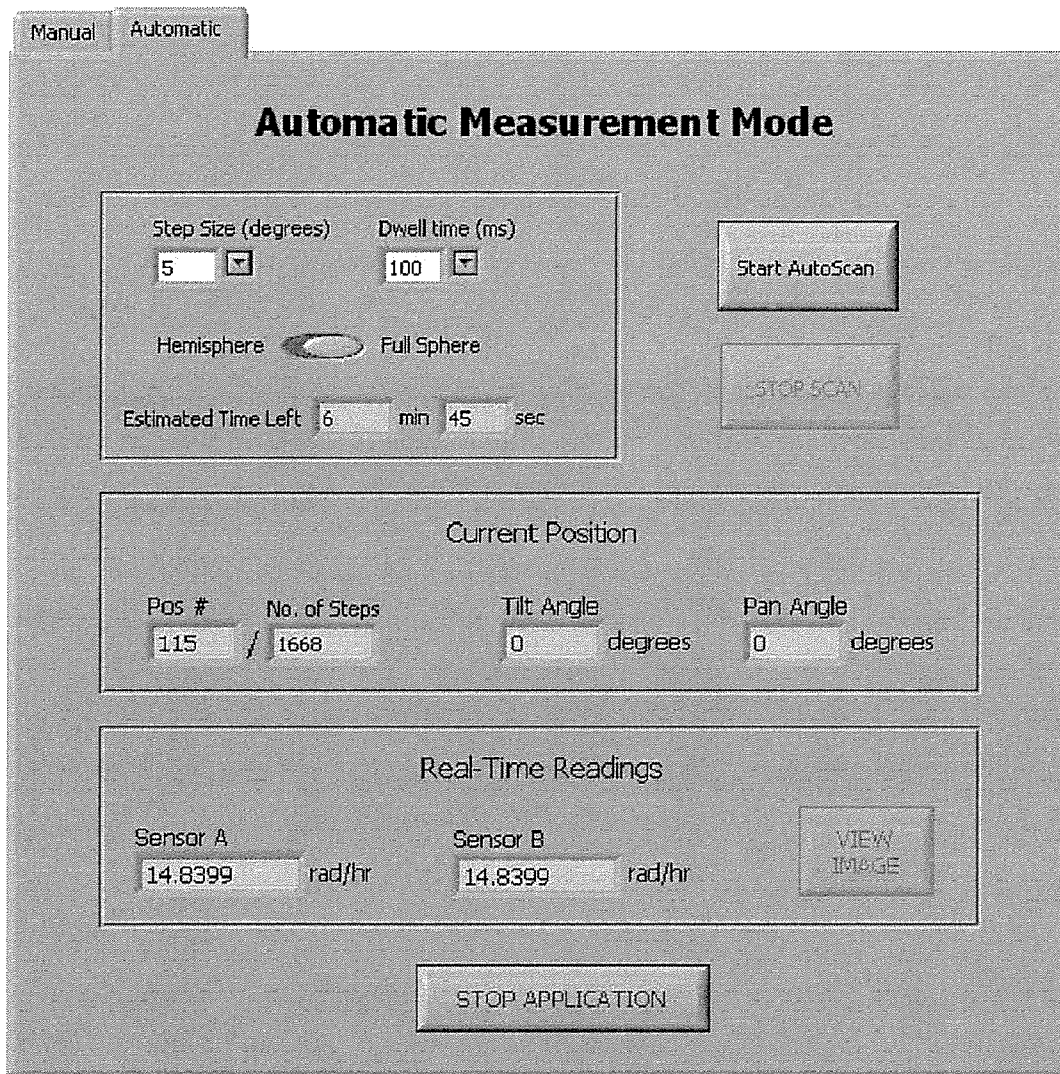 Manual Automatic
Automatic Measurement Mode
Step Size (degrees) Dwell time (ms)
5 100
Start AutoScan
Hemisphere Full Sphere
STOP SCAN
Estimated Time Left 6 min 45 sec
Current Position
Pos # No. of Steps Tilt Angle Pan Angle
115 / 1668 0 degrees 0 degrees
Real-Time Readings
Sensor A Sensor B
14.8399 rad/hr 14.8399 rad/hr
VIEW
IMAGE
STOP APPLICATION